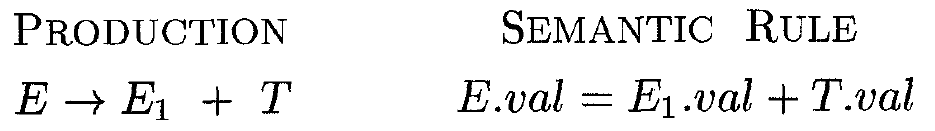 PRODUCTION SEMANTIC RULE
E → E₁ + T E.val = E₁.val + T.val